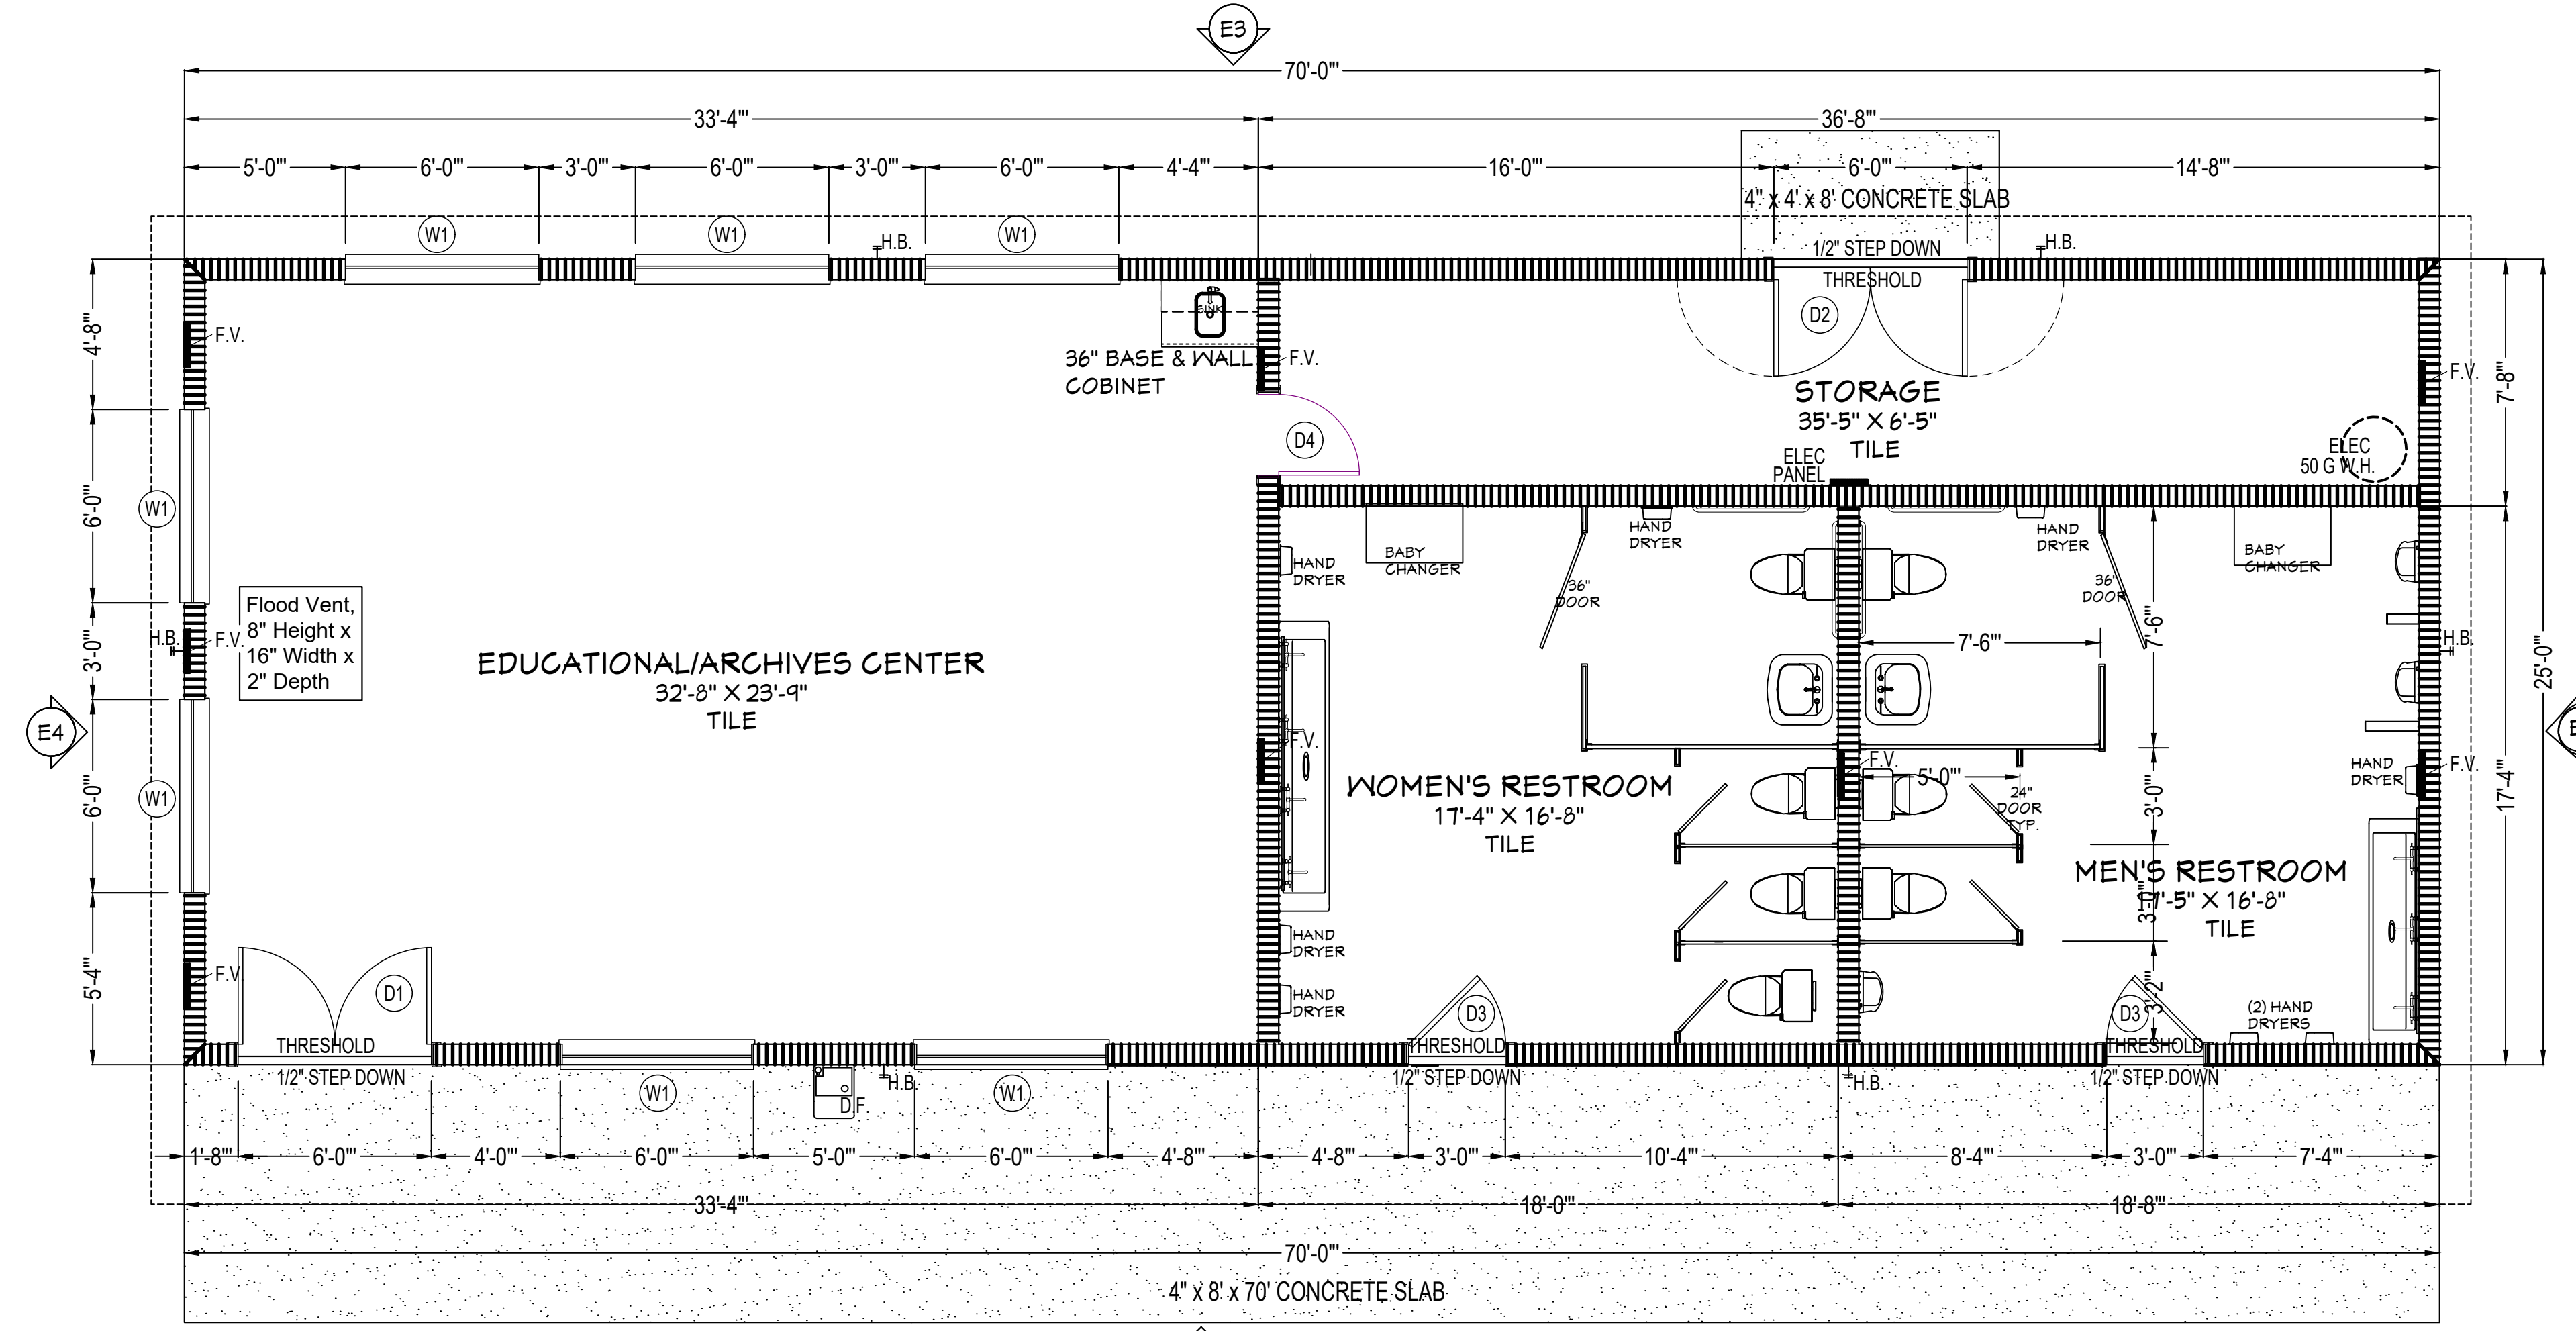 E3
70'-0"'
33'-4"'
36'-8"'
5'-0"'
6'-0"'
3'-0"'
6'-0"'
3'-0"'
6'-0"'
4'-4"'
16'-0"'
6'-0"'
14'-8"'
4" x 4' x 8' CONCRETE SLAB
W1
W1
W1
H.B.
1/2" STEP DOWN
H.B.
THRESHOLD
SINK
D2
4'-8"'
F.V.
36" BASE & WALL
COBINET
F.V.
F.V.
7'-8"'
STORAGE
35'-5" X 6'-5"
TILE
D4
ELEC
PANEL
ELEC
50 G W.H.
6'-0"'
W1
HAND
DRYER
BABY
CHANGER
HAND
DRYER
36"
DOOR
HAND
DRYER
36"
DOOR
BABY
CHANGER
Flood Vent,
8" Height x
16" Width x
2" Depth
3'-0"'
H.B.
F.V.
7'-6"'
7'-6"'
H.B.
25'-0"'
EDUCATIONAL/ARCHIVES CENTER
32'-8" X 23'-9"
TILE
E4
F.V.
F.V.
5'-0"'
24"
DOOR
TYP.
3'-0"'
HAND
DRYER
F.V.
17'-4"'
6'-0"'
W1
WOMEN'S RESTROOM
17'-4" X 16'-8"
TILE
MEN'S RESTROOM
17'-5" X 16'-8"
TILE
3'-0"'
5'-4"'
F.V.
D1
HAND
DRYER
HAND
DRYER
D3
D3
3'-2"'
(2) HAND
DRYERS
THRESHOLD
1/2" STEP DOWN
THRESHOLD
1/2" STEP DOWN
THRESHOLD
1/2" STEP DOWN
W1
D.F.
H.B.
W1
H.B.
1'-8"'
6'-0"'
4'-0"'
6'-0"'
5'-0"'
6'-0"'
4'-8"'
4'-8"'
3'-0"'
10'-4"'
8'-4"'
3'-0"'
7'-4"'
33'-4"'
18'-0"'
18'-8"'
70'-0"'
4" x 8' x 70' CONCRETE SLAB